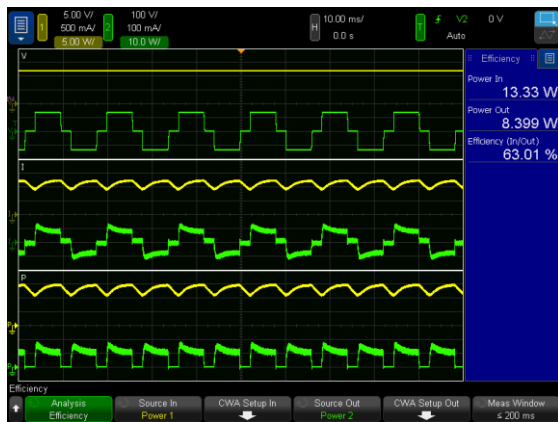 1 5.00 V/ 500 mA/ 5.00 W/ 2 100 V/ 100 mA/ 10.0 W/ H 10.00 ms/ 0.0 s T V2 0 V Auto
V
Efficiency
Power In
13.33 W
Power Out
8.399 W
Efficiency (In/Out)
63.01 %
I
P
Efficiency
Analysis
Efficiency
Source In
Power 1
CWA Setup In
Source Out
Power 2
CWA Setup Out
Meas Window
≤ 200 ms